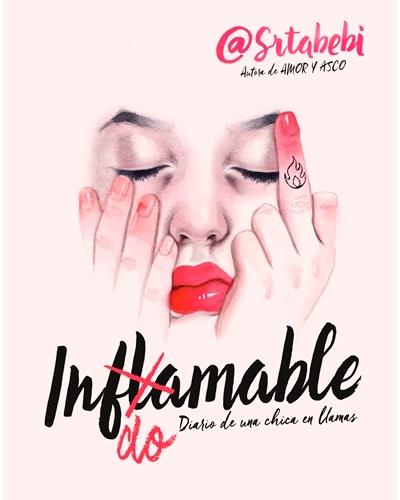 @Srtabebi
Autora de AMOR Y ASCO
Inflamable
do
Diario de una chica en llamas